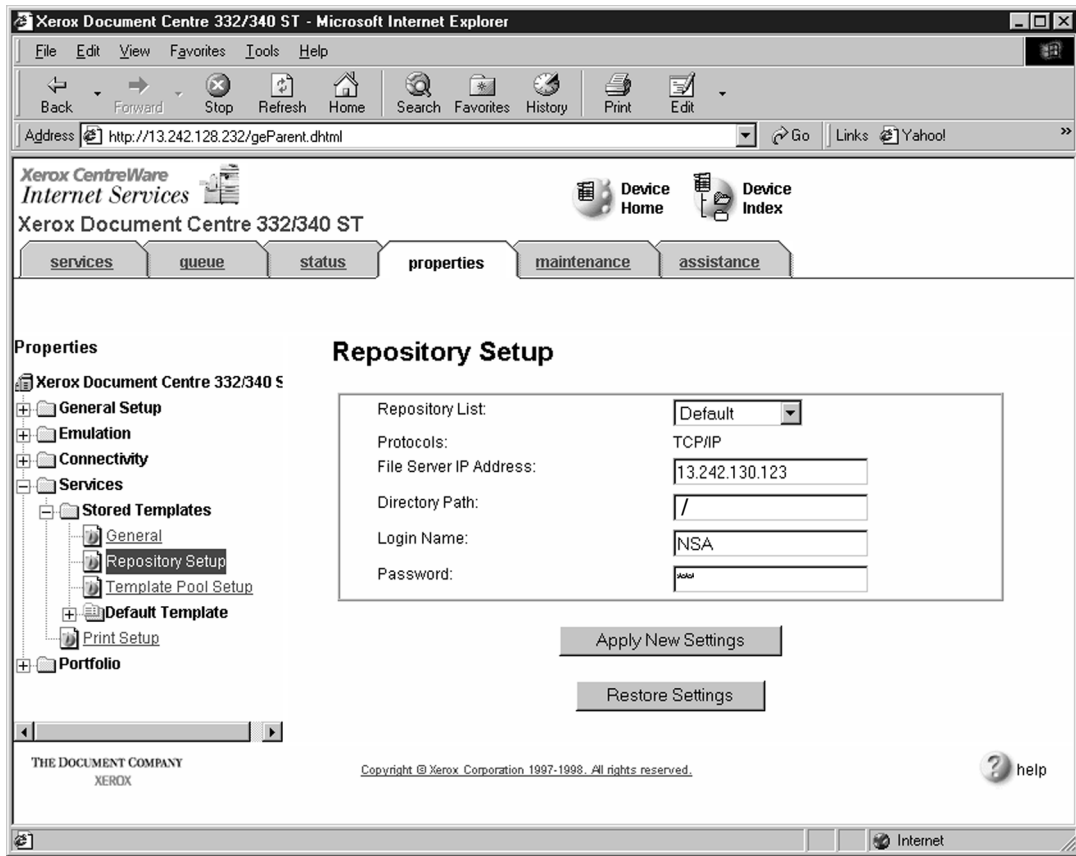 Xerox Document Centre 332/340 ST - Microsoft Internet Explorer
File Edit View Favorites Tools Help
Back Forward Stop Refresh Home Search Favorites History Print Edit
Address http://13.242.128.232/geParent.dhtml Go Links Yahoo! »
Xerox CentreWare
Internet Services
Device Home
Device Index
Xerox Document Centre 332/340 ST
services queue status properties maintenance assistance
Properties
Xerox Document Centre 332/340 S
General Setup
Emulation
Connectivity
Services
Stored Templates
General
Repository Setup
Template Pool Setup
Default Template
Print Setup
Portfolio
Repository Setup
Repository List: Default
Protocols: TCP/IP
File Server IP Address: 13.242.130.123
Directory Path: /
Login Name: NSA
Password: ***
Apply New Settings
Restore Settings
THE DOCUMENT COMPANY
XEROX
Copyright © Xerox Corporation 1997-1998. All rights reserved.
? help
Internet